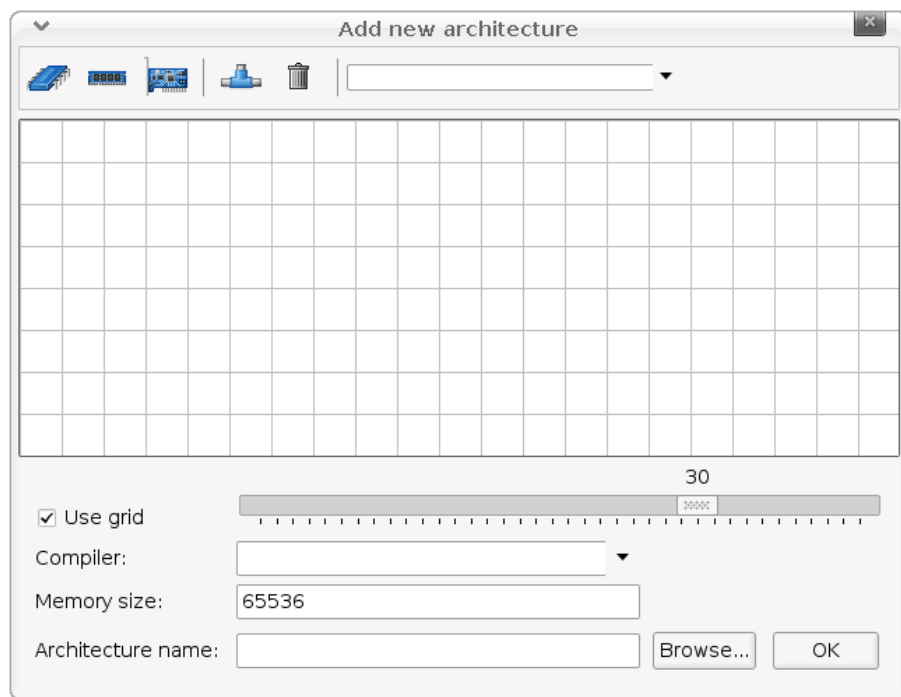 Add new architecture
30
Use grid
Compiler:
Memory size: 65536
Architecture name: Browse... OK